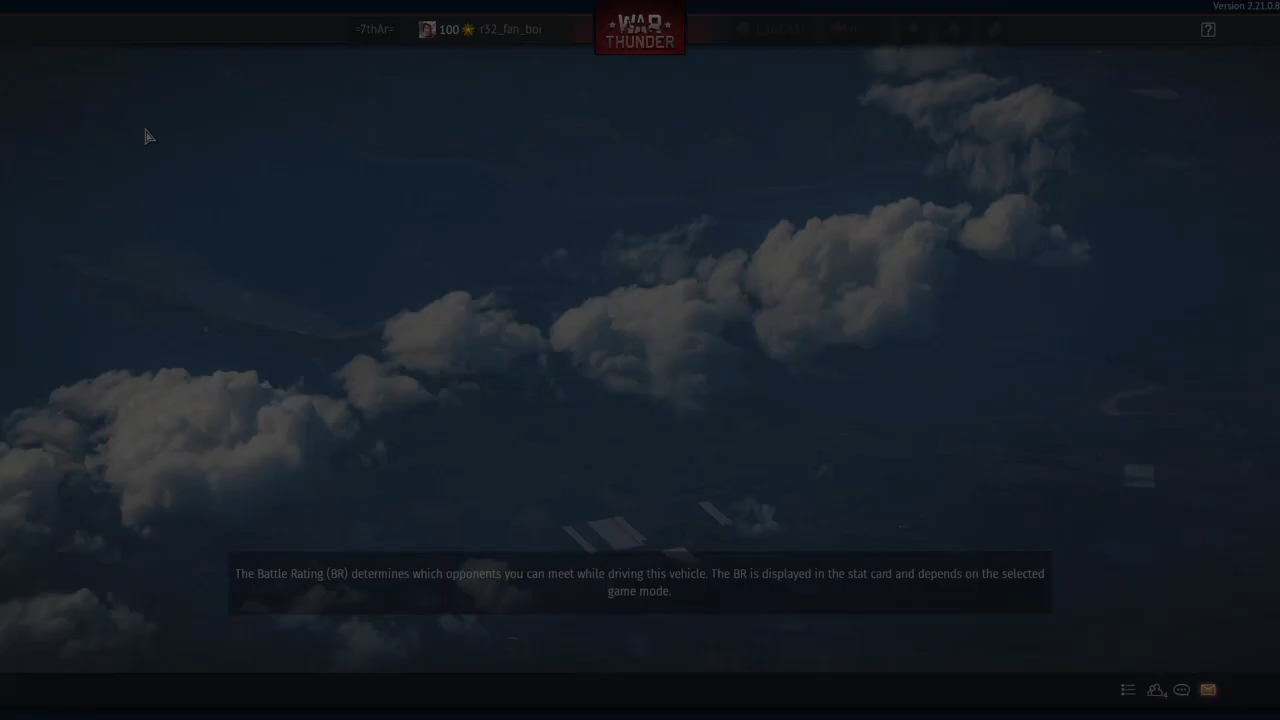 Version 2.21.0.8
=7thAr= 100 r52_fan_boi
WAR
THUNDER
The Battle Rating (BR) determines which opponents you can meet while driving this vehicle. The BR is displayed in the stat card and depends on the selected
game mode.
4